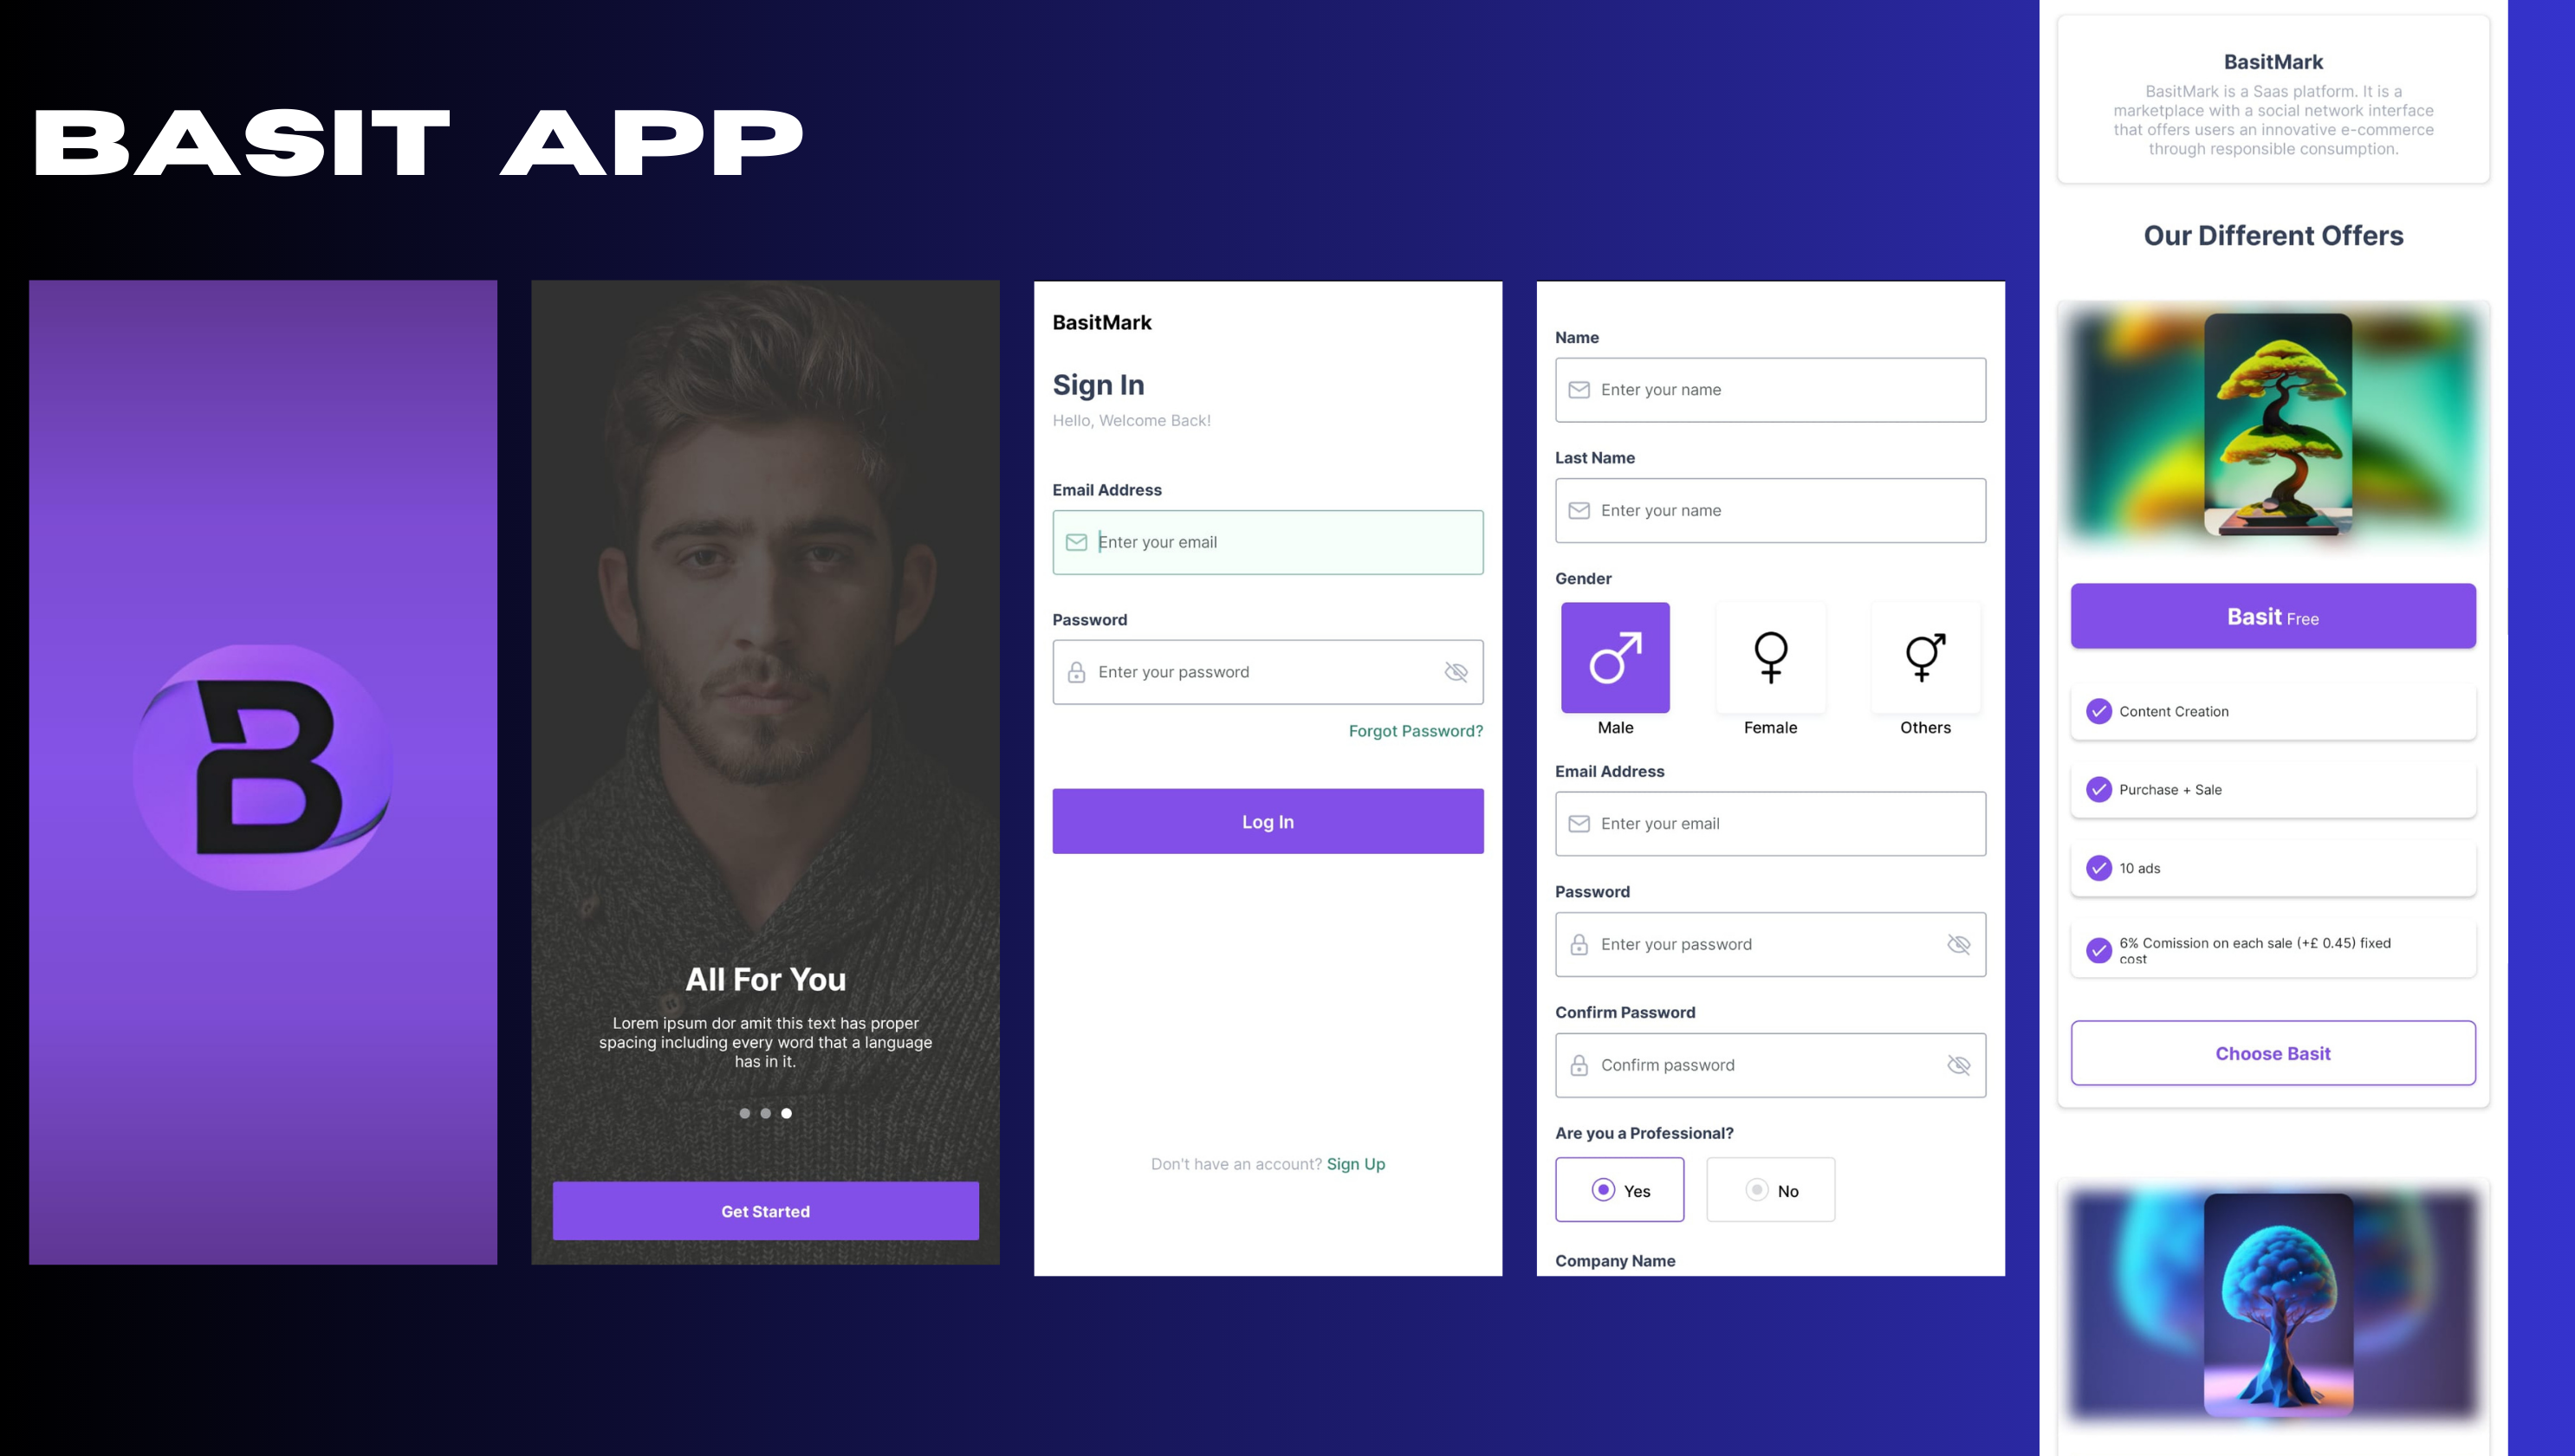 BASIT APP
B
All For You
Lorem ipsum dor amit this text has proper
spacing including every word that a language
has in it.
Get Started
BasitMark
Sign In
Hello, Welcome Back!
Email Address
Enter your email
Password
Enter your password
Forgot Password?
Log In
Don't have an account? Sign Up
Name
Enter your name
Last Name
Enter your name
Gender
Male
Female
Others
Email Address
Enter your email
Password
Enter your password
Confirm Password
Confirm password
Are you a Professional?
Yes
No
Company Name
BasitMark
BasitMark is a Saas platform. It is a
marketplace with a social network interface
that offers users an innovative e-commerce
through responsible consumption.
Our Different Offers
Basit Free
Content Creation
Purchase + Sale
10 ads
6% Comission on each sale (+£ 0.45) fixed
cost
Choose Basit